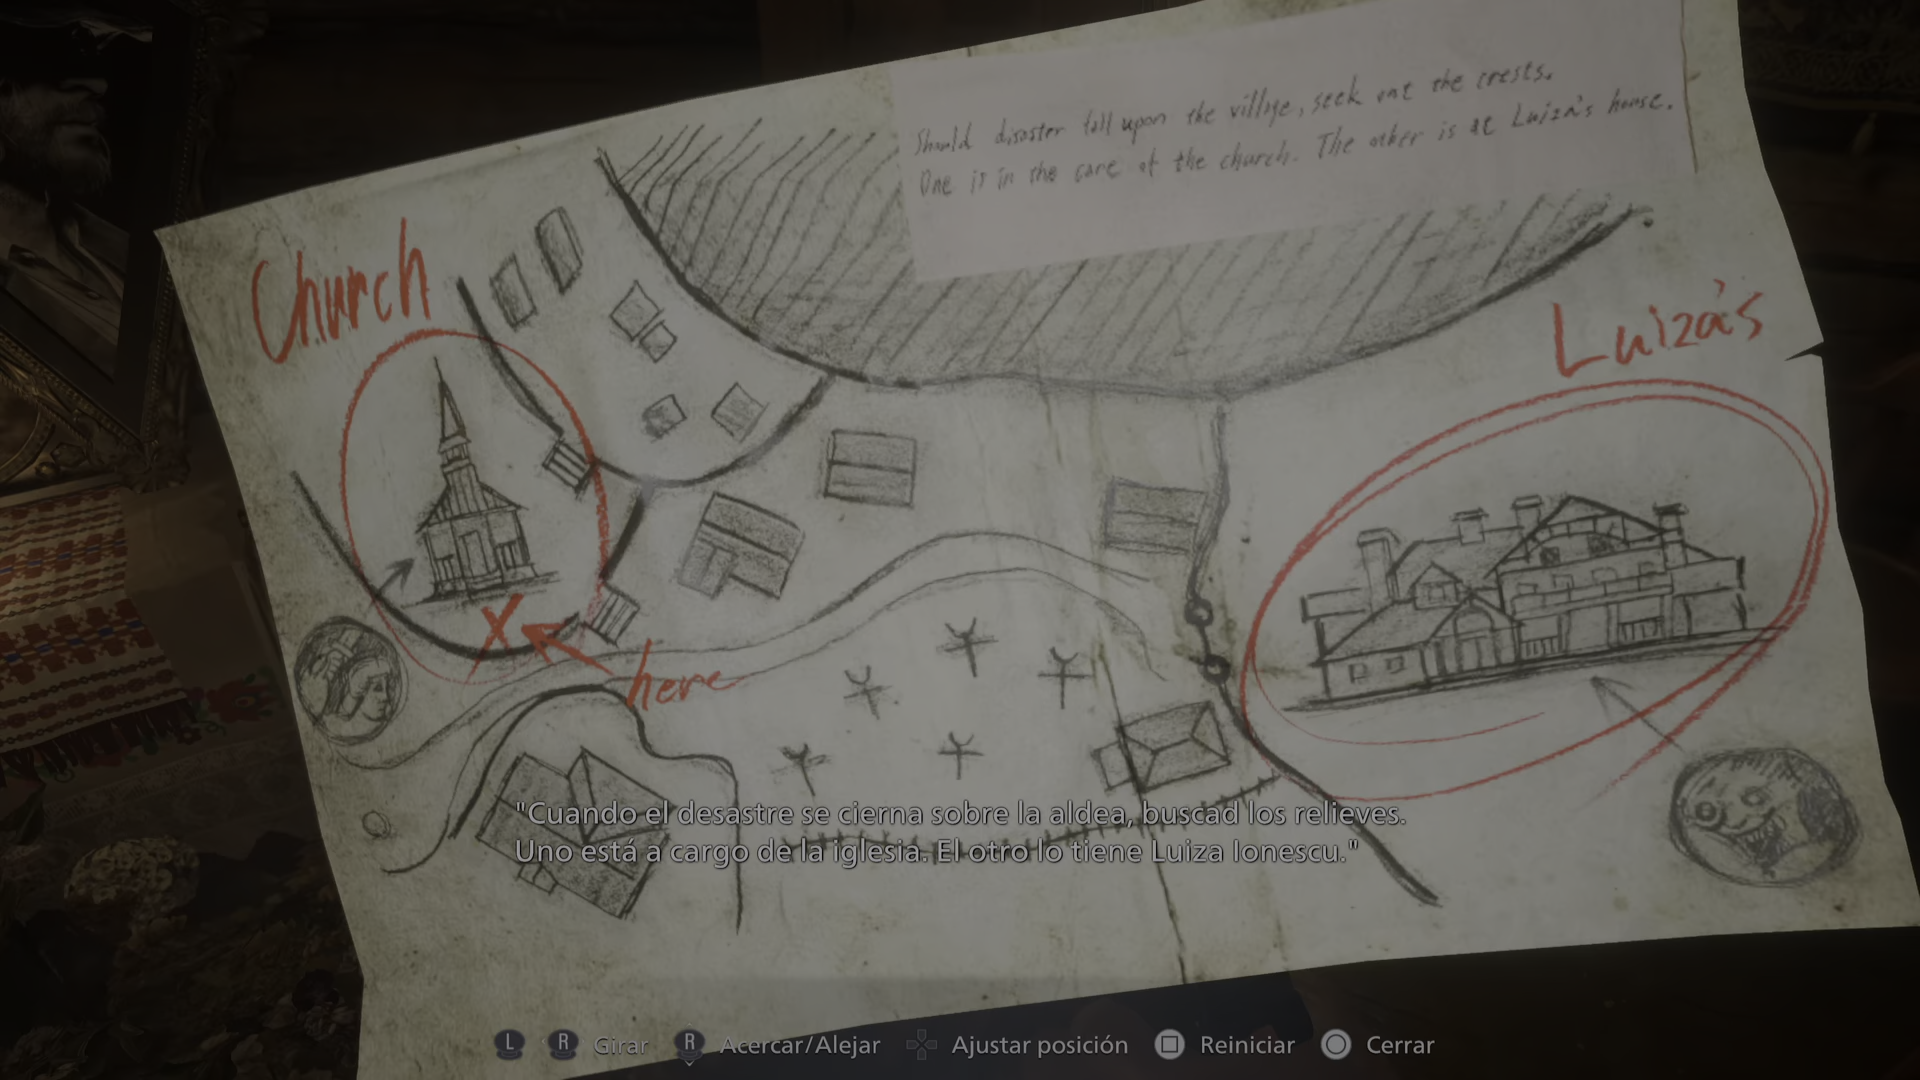 Should disaster fall upon the village, seek out the crests.
One is in the care of the church. The other is at Luiza's house.
Church
Luiza's
X
here
"Cuando el desastre se cierna sobre la aldea, buscad los relieves.
Uno está a cargo de la iglesia. El otro lo tiene Luiza Ionescu."
L R Girar R Acercar/Alejar Ajustar posición Reiniciar Cerrar